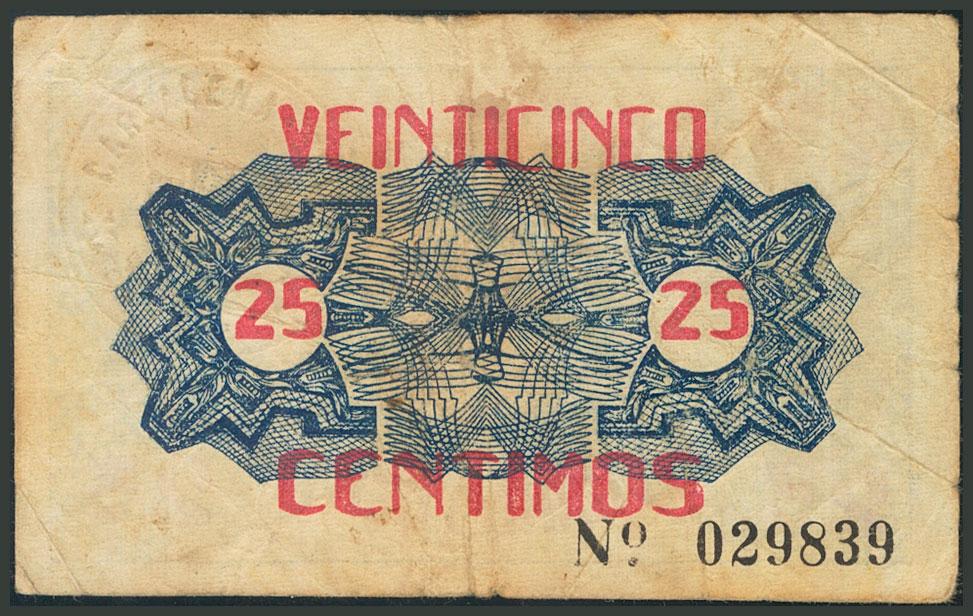 VEINTICINCO
25 25
CENTIMOS
Nº 029839